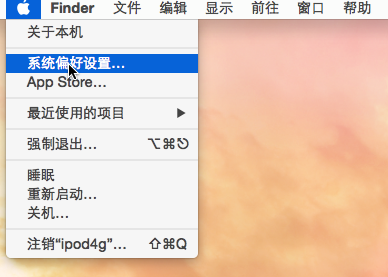 Finder 文件 编辑 显示 前往 窗口 帮助
关于本机
系统偏好设置...
App Store...
最近使用的项目 ▶
强制退出... ⌥⌘⎋
睡眠
重新启动...
关机...
注销“ipod4g”... ⇧⌘Q